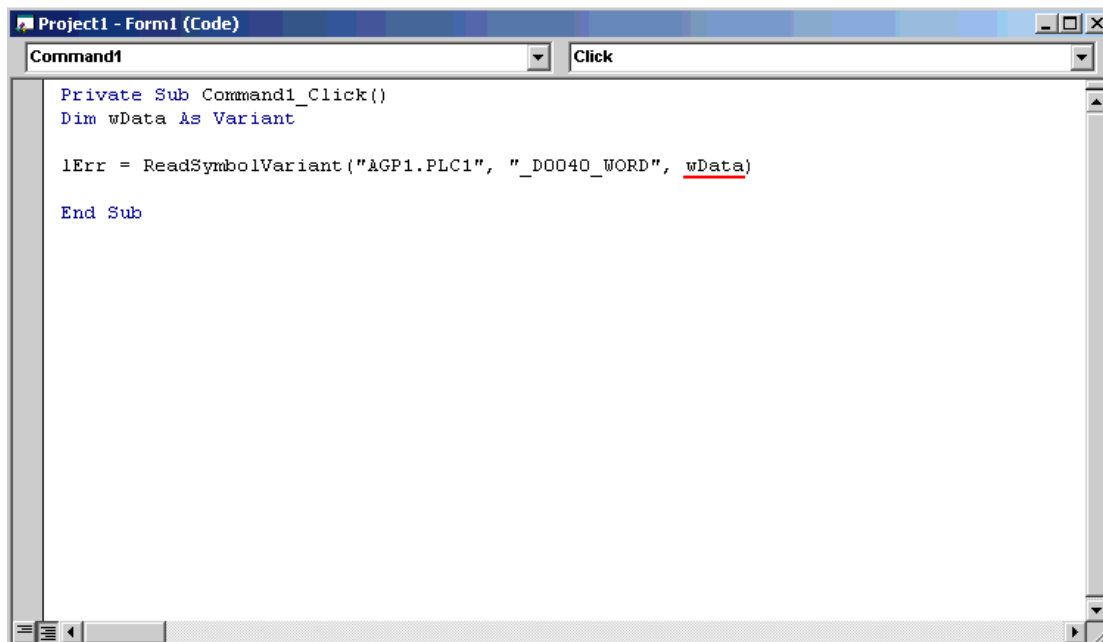 Project1 - Form1 (Code)
Command1 Click
Private Sub Command1_Click()
Dim wData As Variant
lErr = ReadSymbolVariant("AGP1.PLC1", "_D0040_WORD", wData)
End Sub